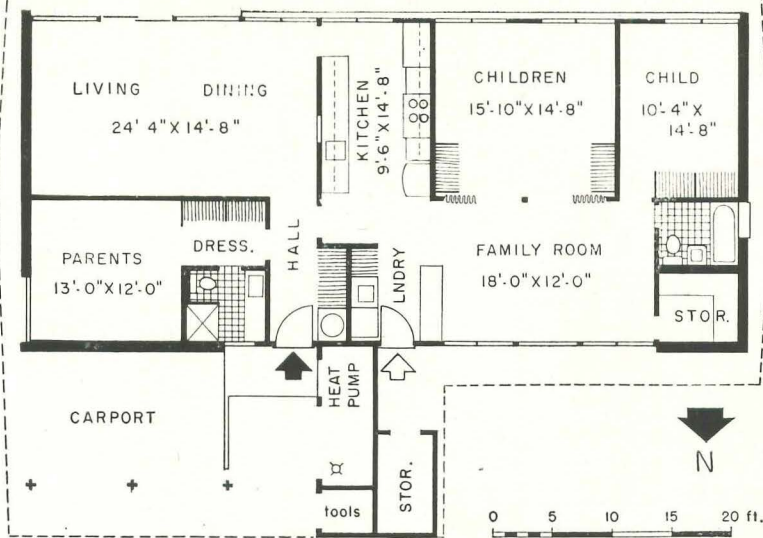 LIVING DINING
24' 4" X 14'- 8"
KITCHEN
9'-6" X 14'-8"
CHILDREN
15'-10" X 14'-8"
CHILD
10'-4" X
14'-8"
PARENTS
13'-0" X 12'-0"
DRESS.
HALL
LNDRY
FAMILY ROOM
18'-0" X 12'-0"
STOR.
CARPORT
HEAT
PUMP
tools
STOR.
N
0 5 10 15 20 ft.